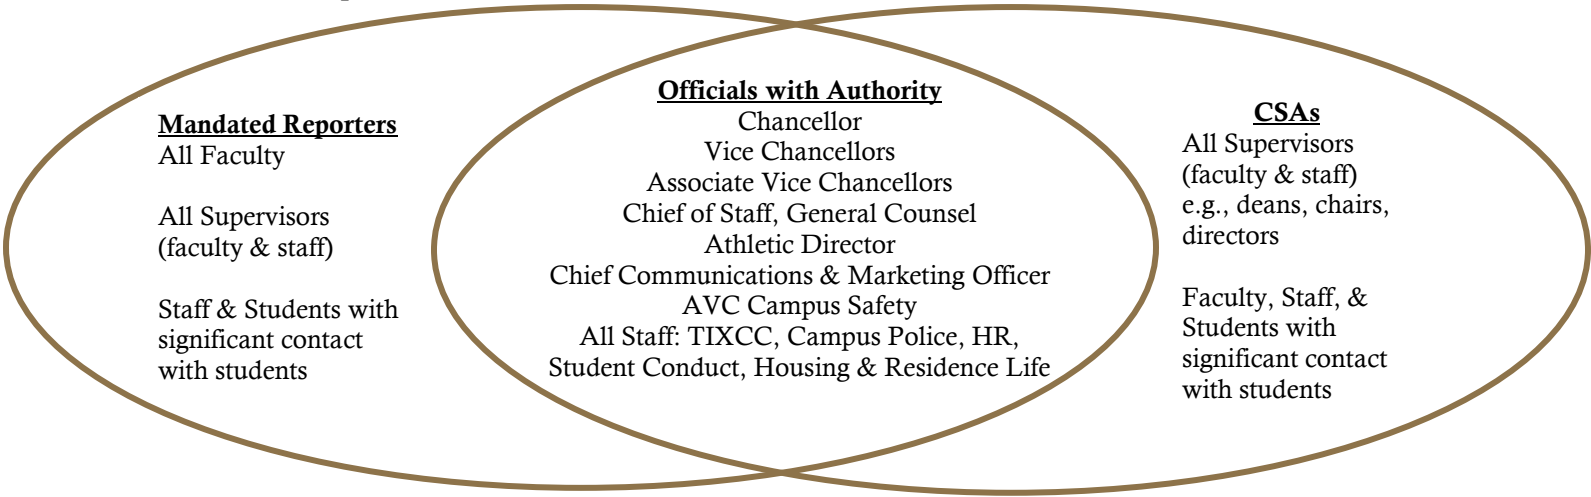 Mandated Reporters
All Faculty
All Supervisors
(faculty & staff)
Staff & Students with
significant contact
with students
Officials with Authority
Chancellor
Vice Chancellors
Associate Vice Chancellors
Chief of Staff, General Counsel
Athletic Director
Chief Communications & Marketing Officer
AVC Campus Safety
All Staff: TIXCC, Campus Police, HR,
Student Conduct, Housing & Residence Life
CSAs
All Supervisors
(faculty & staff)
e.g., deans, chairs,
directors
Faculty, Staff, &
Students with
significant contact
with students